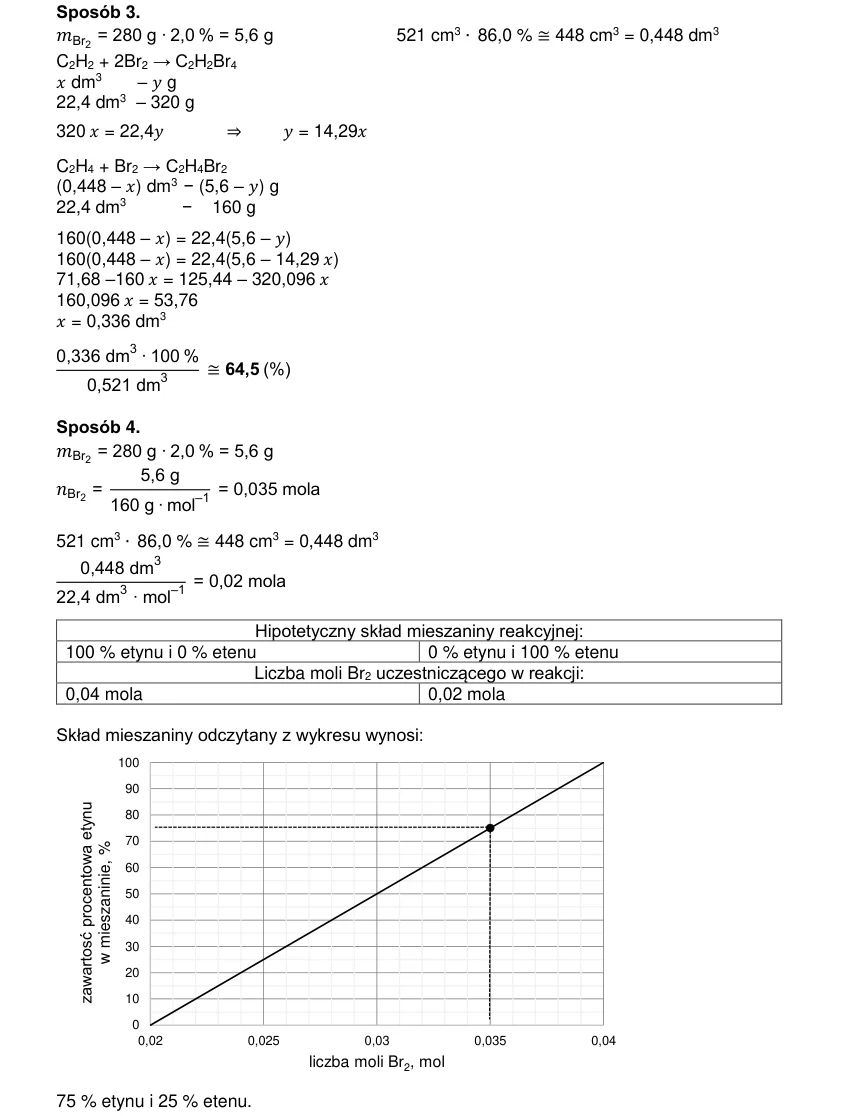 Sposób 3.
m_Br₂ = 280 g · 2,0 % = 5,6 g 521 cm³ · 86,0 % ≅ 448 cm³ = 0,448 dm³
C₂H₂ + 2Br₂ → C₂H₂Br₄
x dm³ – y g
22,4 dm³ – 320 g
320 x = 22,4y ⇒ y = 14,29x
C₂H₄ + Br₂ → C₂H₄Br₂
(0,448 – x) dm³ − (5,6 – y) g
22,4 dm³ − 160 g
160(0,448 – x) = 22,4(5,6 – y)
160(0,448 – x) = 22,4(5,6 – 14,29 x)
71,68 –160 x = 125,44 – 320,096 x
160,096 x = 53,76
x = 0,336 dm³
0,336 dm³ · 100 %
0,521 dm³
≅ 64,5 (%)
Sposób 4.
m_Br₂ = 280 g · 2,0 % = 5,6 g
n_Br₂ =
5,6 g
160 g · mol⁻¹
= 0,035 mola
521 cm³ · 86,0 % ≅ 448 cm³ = 0,448 dm³
0,448 dm³
22,4 dm³ · mol⁻¹
= 0,02 mola
Hipotetyczny skład mieszaniny reakcyjnej:
100 % etynu i 0 % etenu 0 % etynu i 100 % etenu
Liczba moli Br₂ uczestniczącego w reakcji:
0,04 mola 0,02 mola
Skład mieszaniny odczytany z wykresu wynosi:
zawartość procentowa etynu
w mieszaninie, %
100
90
80
70
60
50
40
30
20
10
0
0,02 0,025 0,03 0,035 0,04
liczba moli Br₂, mol
75 % etynu i 25 % etenu.